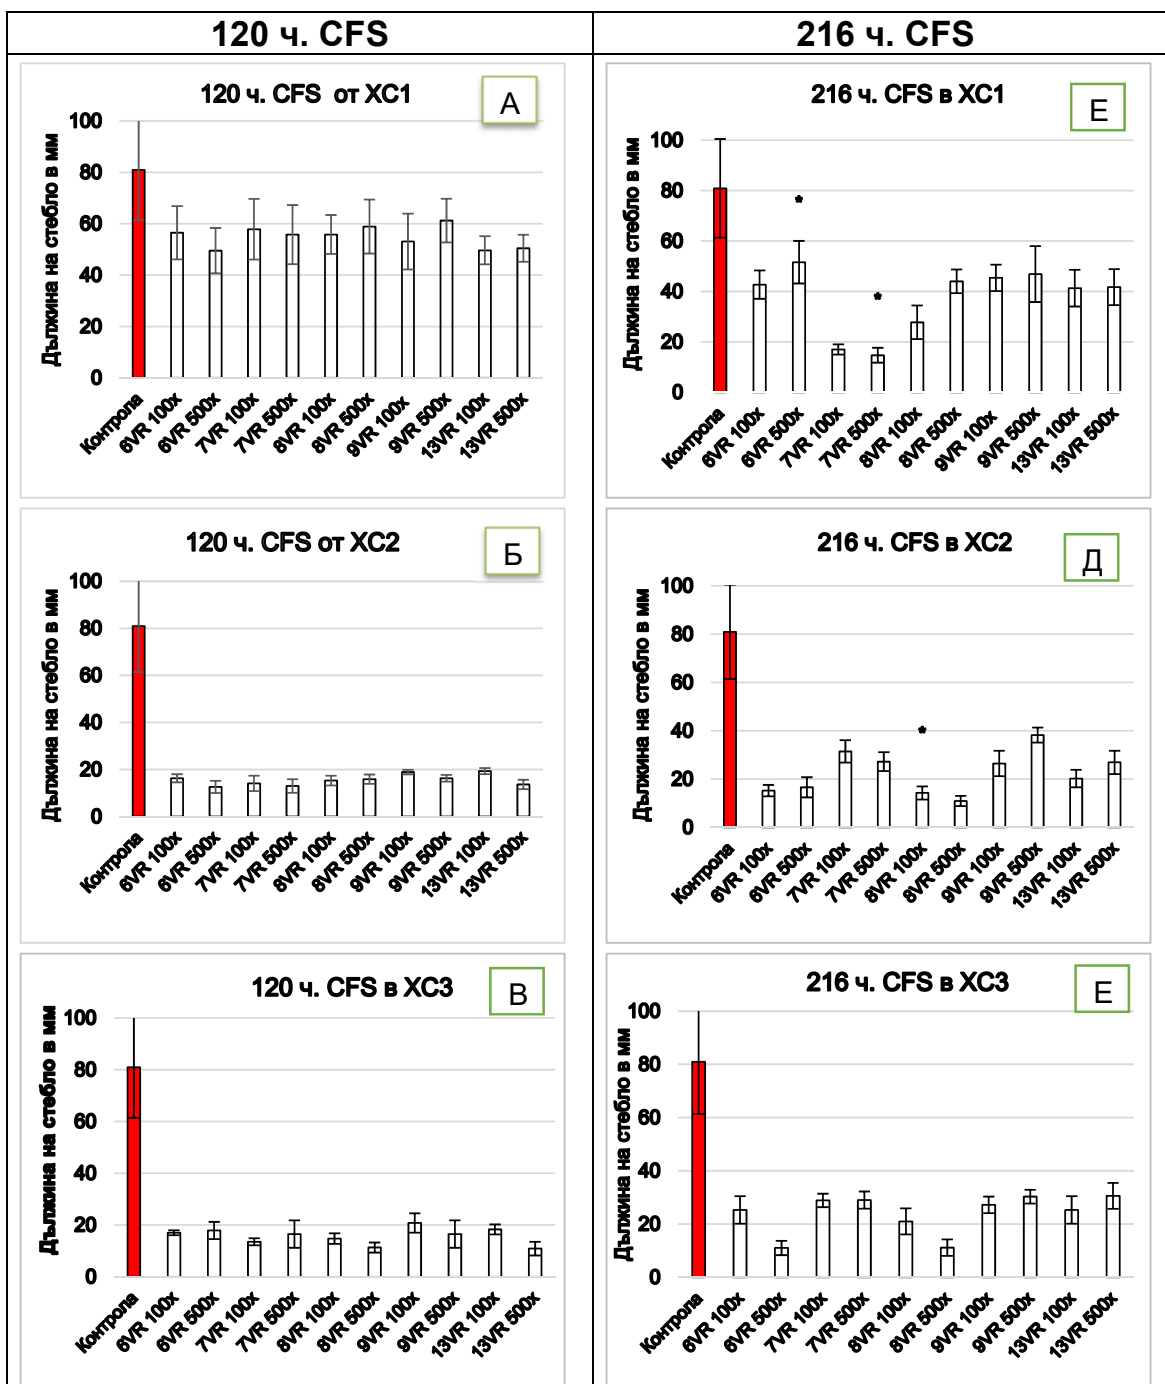 120 ч. CFS
216 ч. CFS
120 ч. CFS от ХС1
А
Дължина на стебло в мм
100
80
60
40
20
0
Контрола
6VR 100x
6VR 500x
7VR 100x
7VR 500x
8VR 100x
8VR 500x
9VR 100x
9VR 500x
13VR 100x
13VR 500x
216 ч. CFS в ХС1
Е
Дължина на стебло в мм
100
80
60
40
20
0
*
*
Контрола
6VR 100x
6VR 500x
7VR 100x
7VR 500x
8VR 100x
8VR 500x
9VR 100x
9VR 500x
13VR 100x
13VR 500x
120 ч. CFS от ХС2
Б
Дължина на стебло в мм
100
80
60
40
20
0
Контрола
6VR 100x
6VR 500x
7VR 100x
7VR 500x
8VR 100x
8VR 500x
9VR 100x
9VR 500x
13VR 100x
13VR 500x
216 ч. CFS в ХС2
Д
Дължина на стебло в мм
100
80
60
40
20
0
*
Контрола
6VR 100x
6VR 500x
7VR 100x
7VR 500x
8VR 100x
8VR 500x
9VR 100x
9VR 500x
13VR 100x
13VR 500x
120 ч. CFS в ХС3
В
Дължина на стебло в мм
100
80
60
40
20
0
Контрола
6VR 100x
6VR 500x
7VR 100x
7VR 500x
8VR 100x
8VR 500x
9VR 100x
9VR 500x
13VR 100x
13VR 500x
216 ч. CFS в ХС3
Е
Дължина на стебло в мм
100
80
60
40
20
0
Контрола
6VR 100x
6VR 500x
7VR 100x
7VR 500x
8VR 100x
8VR 500x
9VR 100x
9VR 500x
13VR 100x
13VR 500x